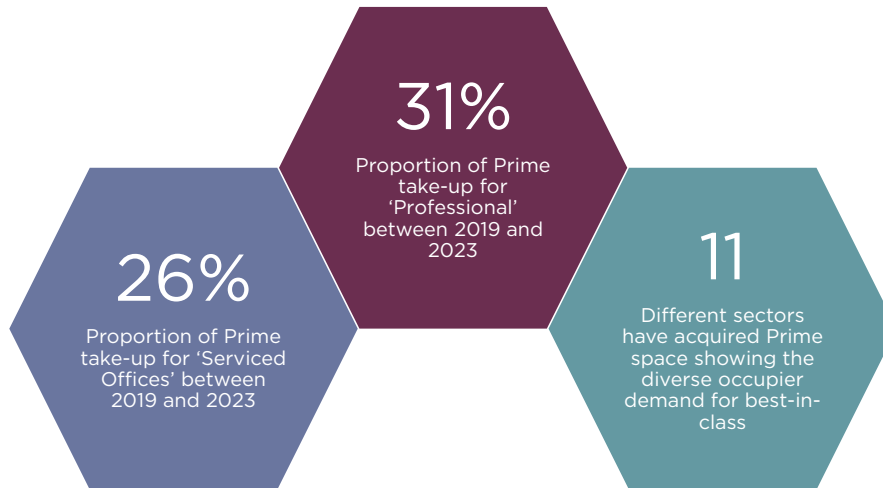 26%
Proportion of Prime
take-up for ‘Serviced
Offices’ between
2019 and 2023
31%
Proportion of Prime
take-up for
‘Professional’
between 2019 and
2023
11
Different sectors
have acquired Prime
space showing the
diverse occupier
demand for best-in-
class